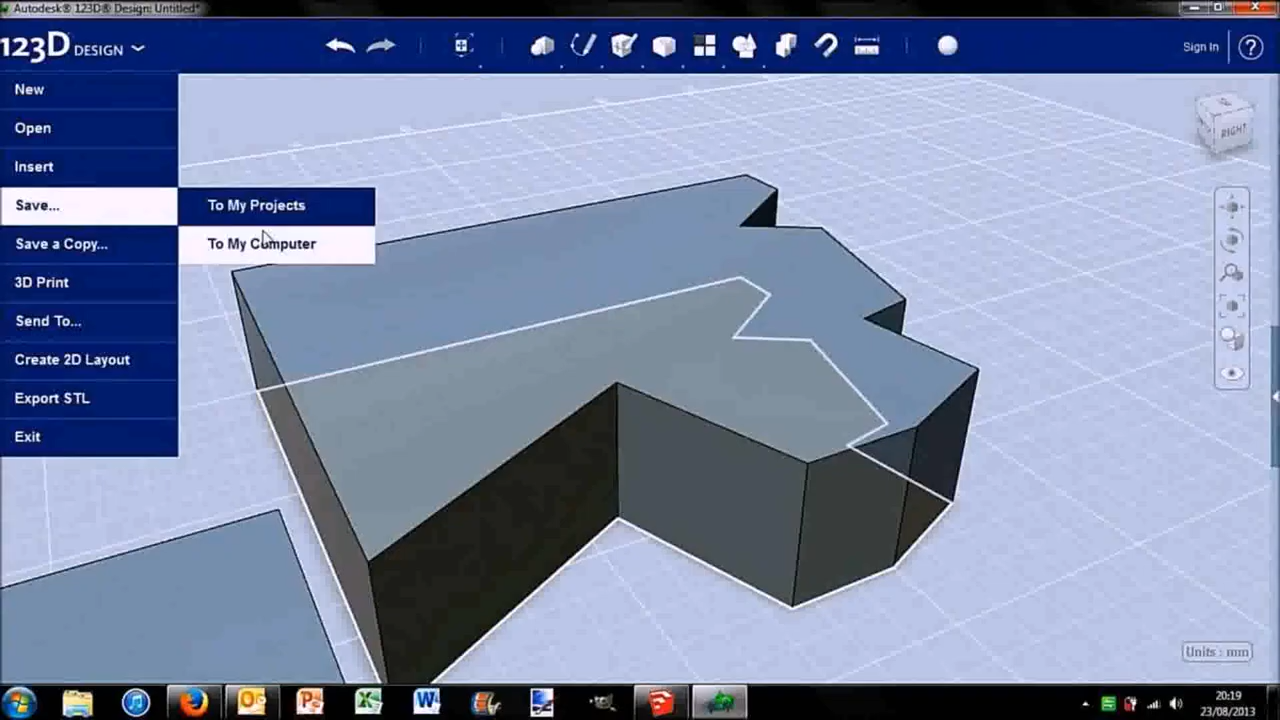 Autodesk® 123D® Design: Untitled*
123D DESIGN
Sign In
?
New
Open
Insert
Save...
To My Projects
Save a Copy...
To My Computer
3D Print
Send To...
Create 2D Layout
Export STL
Exit
RIGHT
Units : mm
20:19
23/08/2013